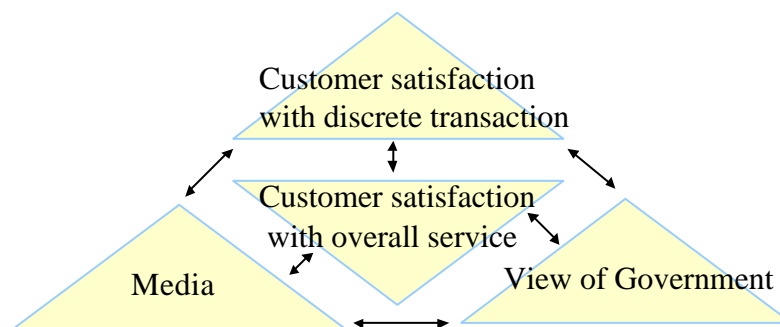 Customer satisfaction
with discrete transaction
Customer satisfaction
with overall service
Media
View of Government